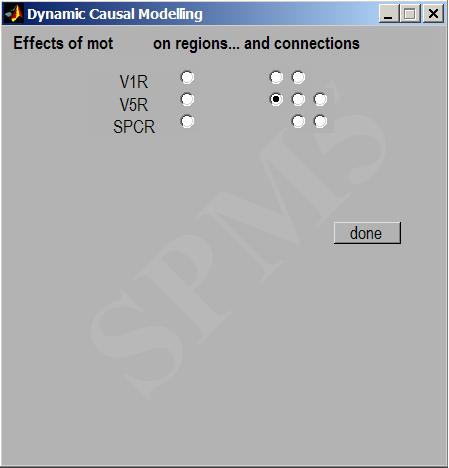 Dynamic Causal Modelling
Effects of mot on regions... and connections
V1R
V5R
SPCR
done
SPM5